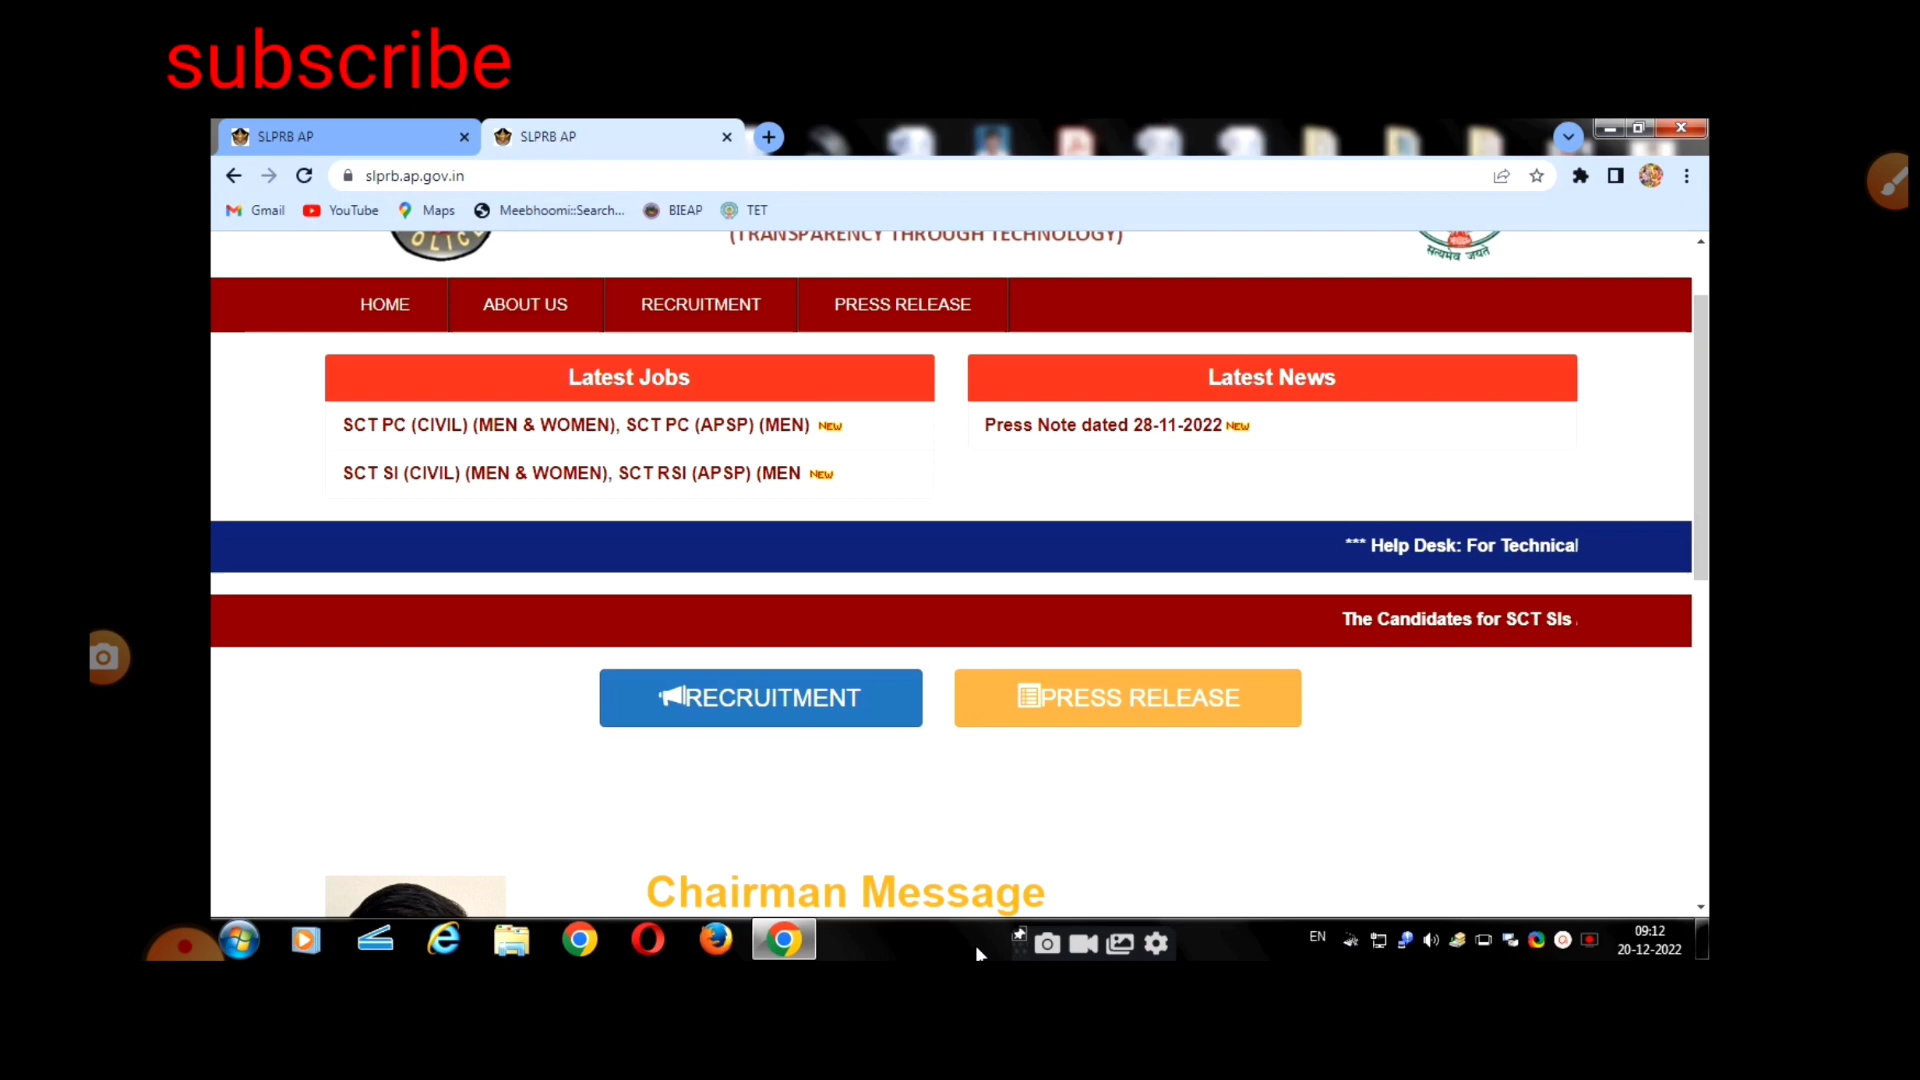 subscribe
SLPRB AP
SLPRB AP
slprb.ap.gov.in
Gmail
YouTube
Maps
Meebhoomi::Search...
BIEAP
TET
OLIC
(TRANSPARENCY THROUGH TECHNOLOGY)
सत्यमेव जयते
HOME
ABOUT US
RECRUITMENT
PRESS RELEASE
Latest Jobs
SCT PC (CIVIL) (MEN & WOMEN), SCT PC (APSP) (MEN) NEW
SCT SI (CIVIL) (MEN & WOMEN), SCT RSI (APSP) (MEN NEW
Latest News
Press Note dated 28-11-2022 NEW
*** Help Desk: For Technical
The Candidates for SCT SIs
RECRUITMENT
PRESS RELEASE
Chairman Message
EN
09:12
20-12-2022